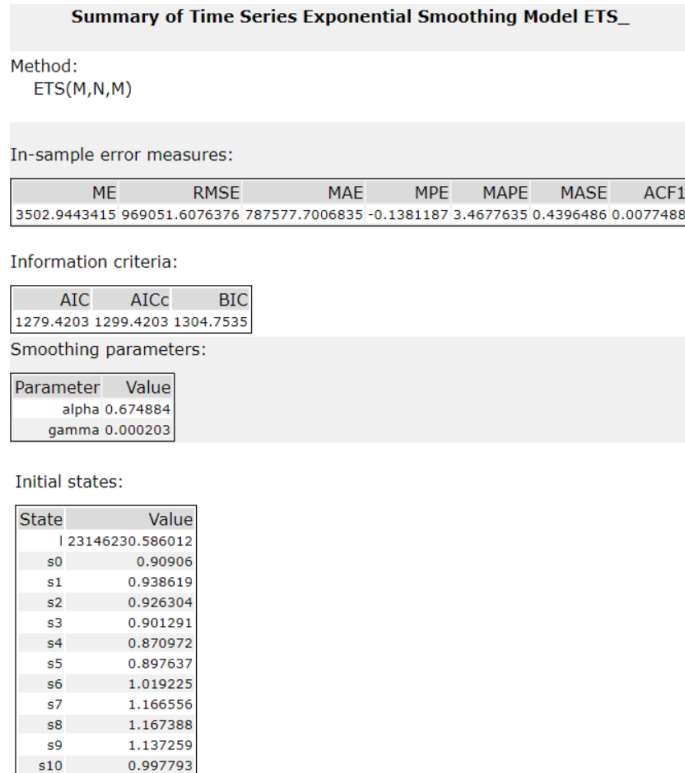 Summary of Time Series Exponential Smoothing Model ETS_
Method:
ETS(M,N,M)
In-sample error measures:
ME RMSE MAE MPE MAPE MASE ACF1
3502.9443415 969051.6076376 787577.7006835 -0.1381187 3.4677635 0.4396486 0.0077488
Information criteria:
AIC AICc BIC
1279.4203 1299.4203 1304.7535
Smoothing parameters:
Parameter Value
alpha 0.674884
gamma 0.000203
Initial states:
State Value
l 23146230.586012
s0 0.90906
s1 0.938619
s2 0.926304
s3 0.901291
s4 0.870972
s5 0.897637
s6 1.019225
s7 1.166556
s8 1.167388
s9 1.137259
s10 0.997793